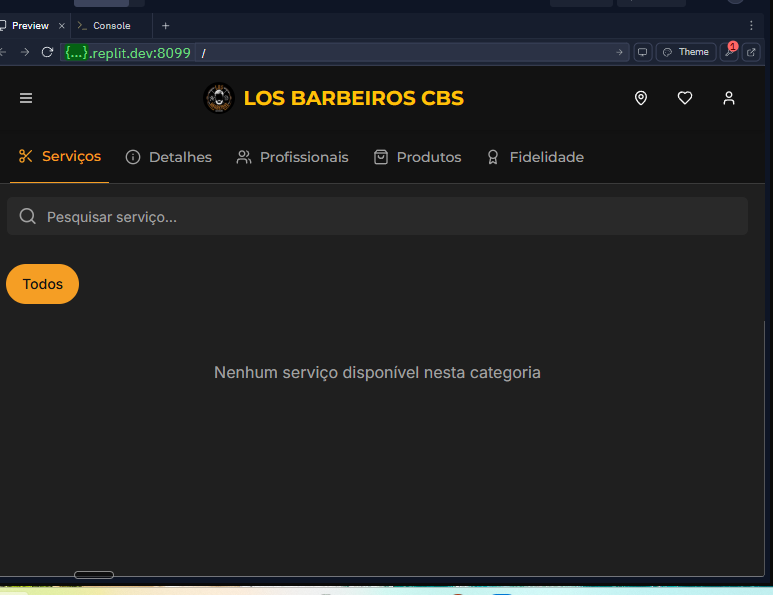 Preview × >_ Console +
{...}.replit.dev:8099 / Theme 1
LOS BARBEIROS CBS
Serviços Detalhes Profissionais Produtos Fidelidade
Pesquisar serviço...
Todos
Nenhum serviço disponível nesta categoria